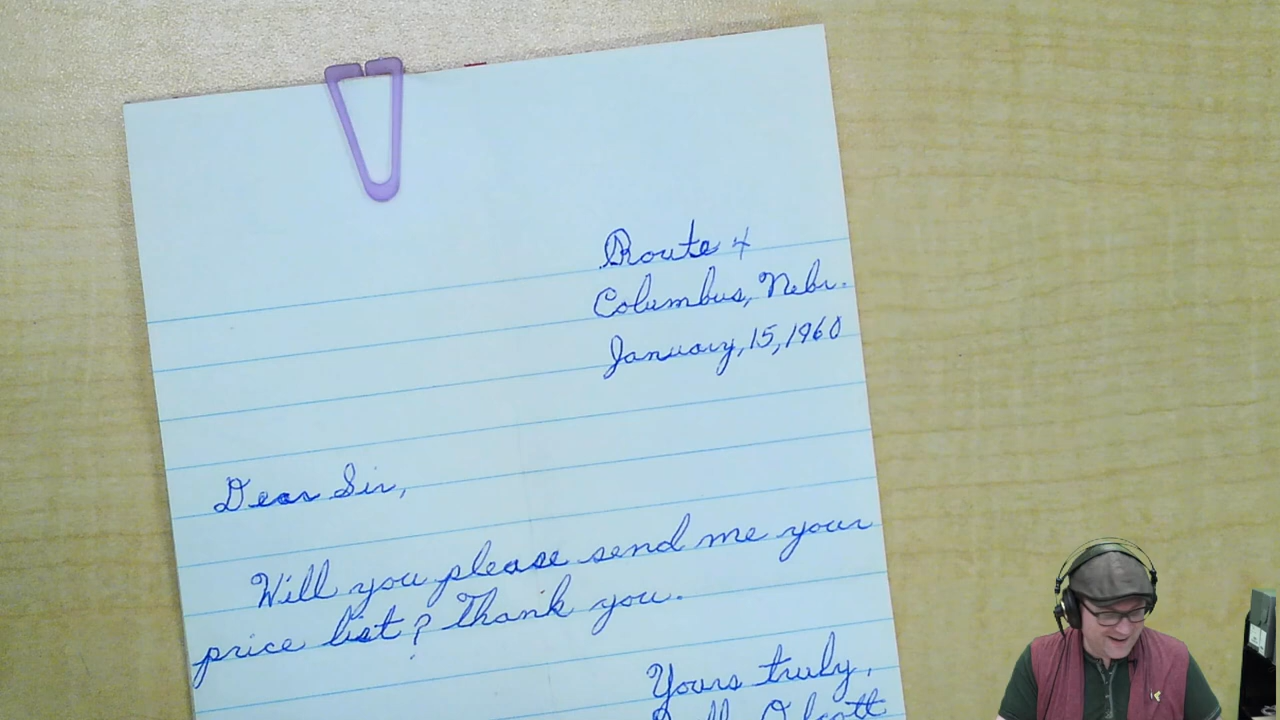 Route 4
Columbus, Nebr.
January, 15, 1960
Dear Sir,
Will you please send me your
price list? Thank you.
Yours truly,